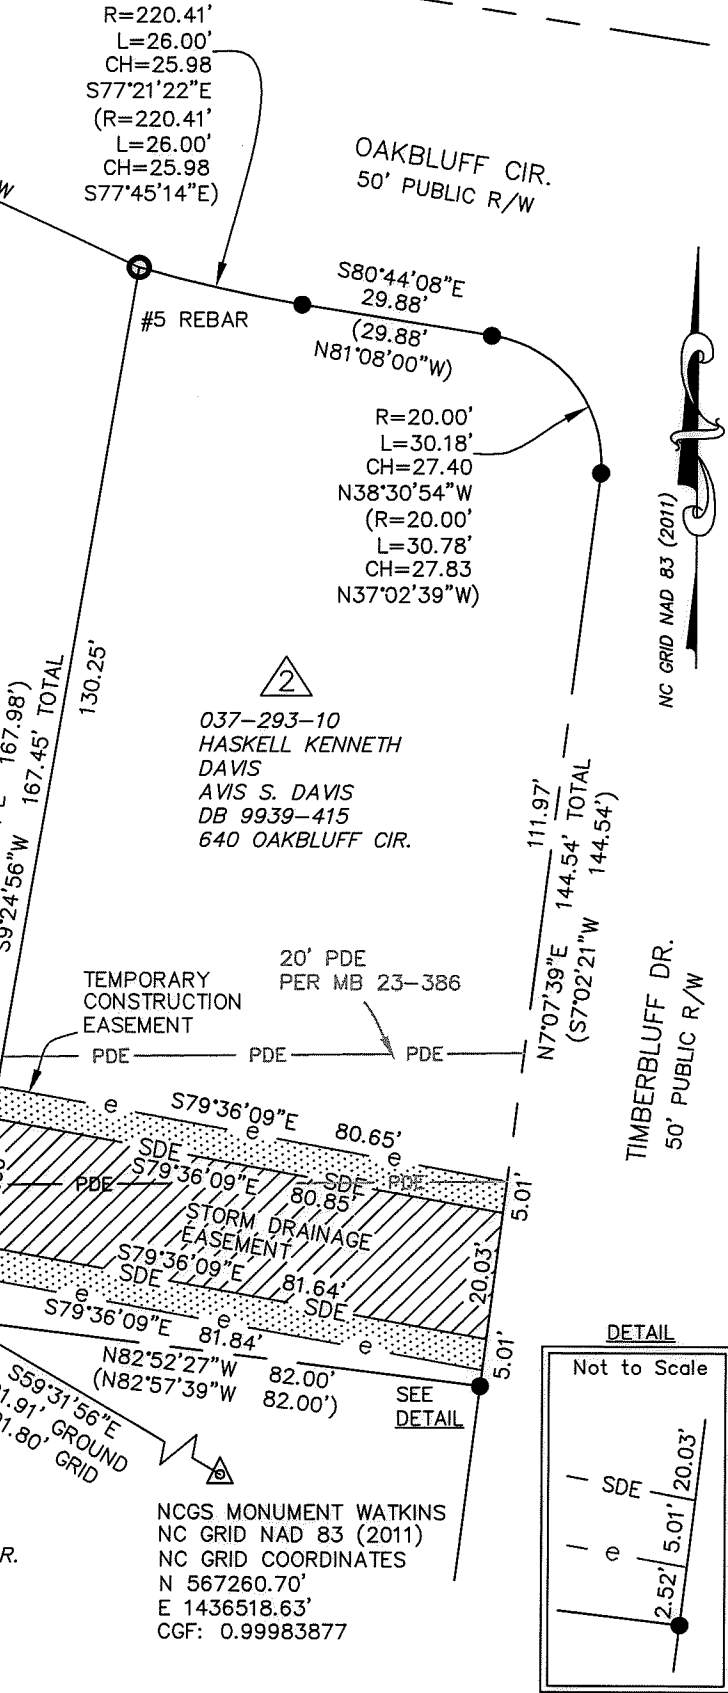 R=220.41'
L=26.00'
CH=25.98
S77°21'22"E
(R=220.41'
L=26.00'
CH=25.98
S77°45'14"E)
OAKBLUFF CIR.
50' PUBLIC R/W
W
#5 REBAR
S80°44'08"E
29.88'
(29.88'
N81°08'00"W)
R=20.00'
L=30.18'
CH=27.40
N38°30'54"W
(R=20.00'
L=30.78'
CH=27.83
N37°02'39"W)
NC GRID NAD 83 (2011)
2
037-293-10
HASKELL KENNETH
DAVIS
AVIS S. DAVIS
DB 9939-415
640 OAKBLUFF CIR.
167.98')
S9°24'56"W 167.45' TOTAL
130.25'
111.97'
N7°07'39"E 144.54' TOTAL
(S7°02'21"W 144.54')
TIMBERBLUFF DR.
50' PUBLIC R/W
TEMPORARY
CONSTRUCTION
EASEMENT
20' PDE
PER MB 23-386
PDE PDE PDE
e S79°36'09"E e 80.65' e
SDE SDE
S79°36'09"E 80.85'
PDE PDE
STORM DRAINAGE
EASEMENT
S79°36'09"E 81.64'
SDE SDE
e e e
S79°36'09"E 81.84'
5.01'
20.03'
5.01'
N82°52'27"W 82.00'
(N82°57'39"W 82.00')
SEE
DETAIL
S59°31'56"E
1.91' GROUND
1.80' GRID
R.
NCGS MONUMENT WATKINS
NC GRID NAD 83 (2011)
NC GRID COORDINATES
N 567260.70'
E 1436518.63'
CGF: 0.99983877
DETAIL
Not to Scale
SDE
e
20.03'
5.01'
2.52'